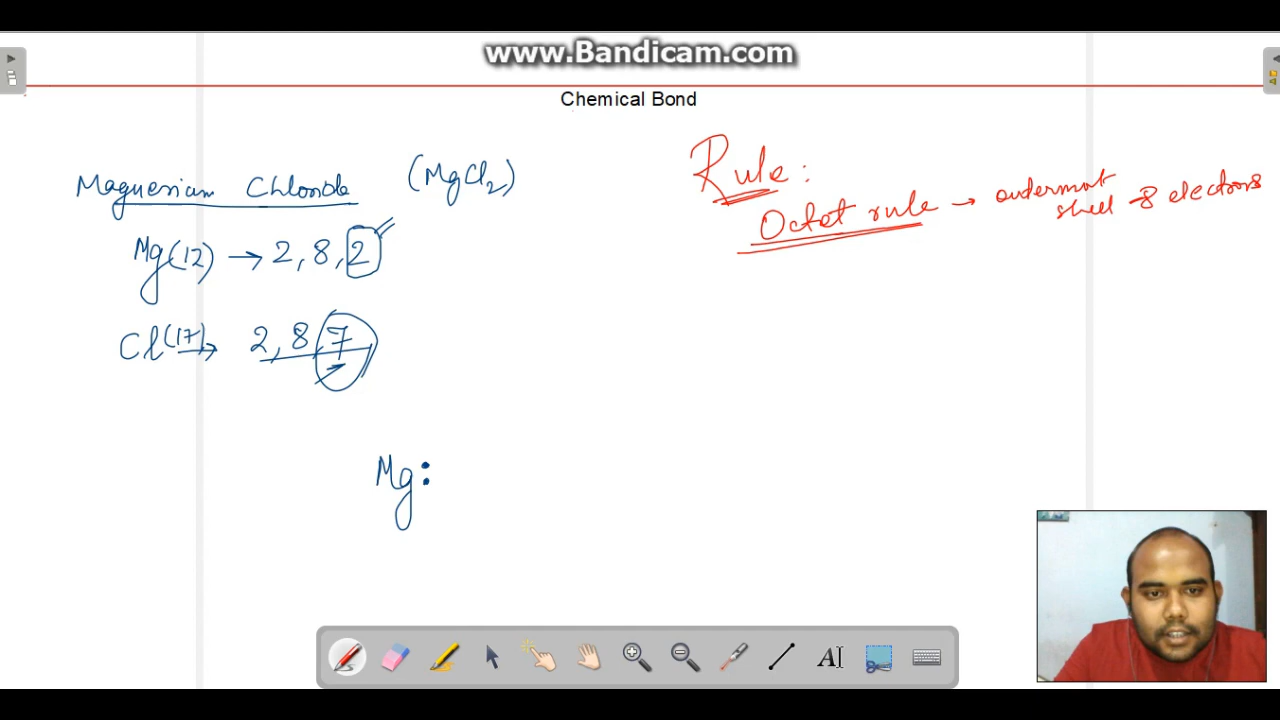 www.Bandicam.com
Chemical Bond
Magnesium Chloride (MgCl2)
Rule:
Octet rule → outermost shell - 8 electrons
Mg(12) → 2, 8, 2
Cl(17) → 2, 8, 7
Mg:
A